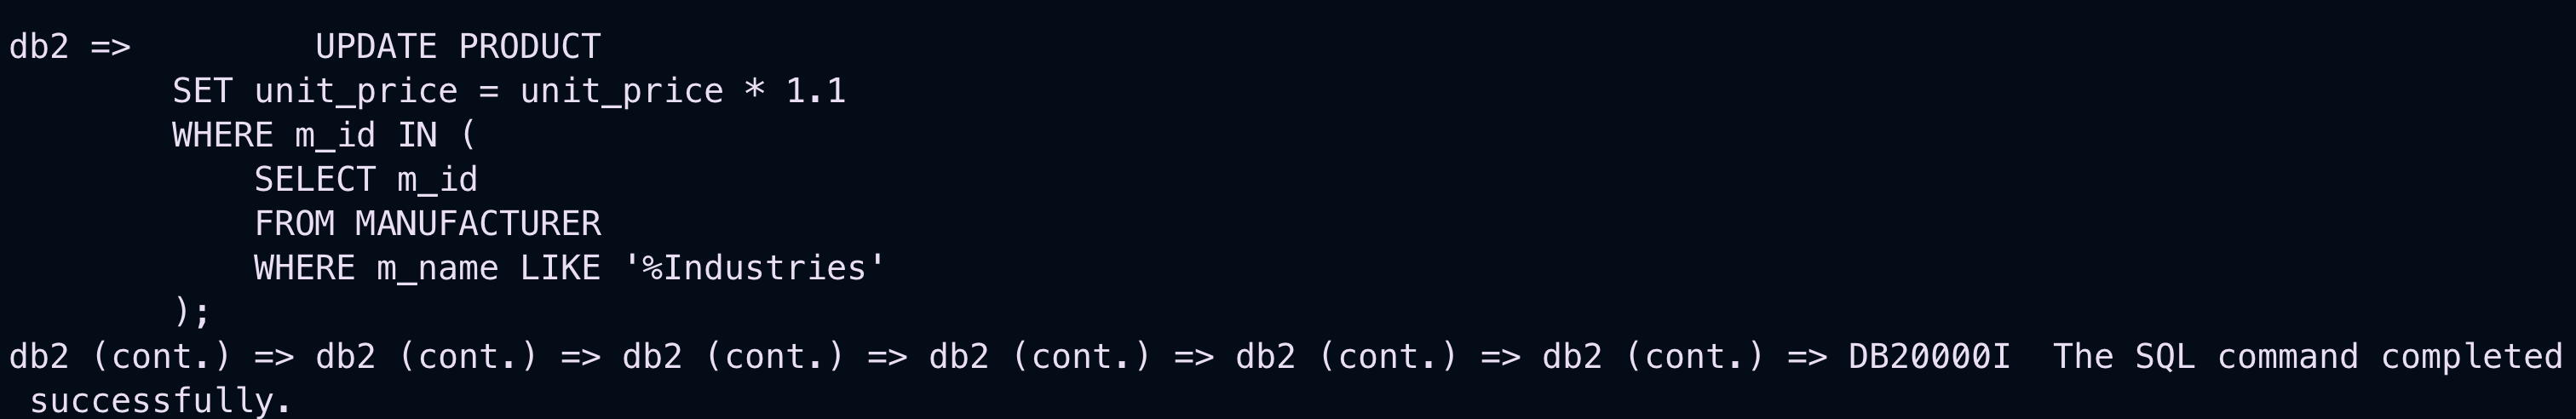 db2 =>         UPDATE PRODUCT
        SET unit_price = unit_price * 1.1
        WHERE m_id IN (
            SELECT m_id
            FROM MANUFACTURER
            WHERE m_name LIKE '%Industries'
        );
db2 (cont.) => db2 (cont.) => db2 (cont.) => db2 (cont.) => db2 (cont.) => db2 (cont.) => DB20000I  The SQL command completed
 successfully.